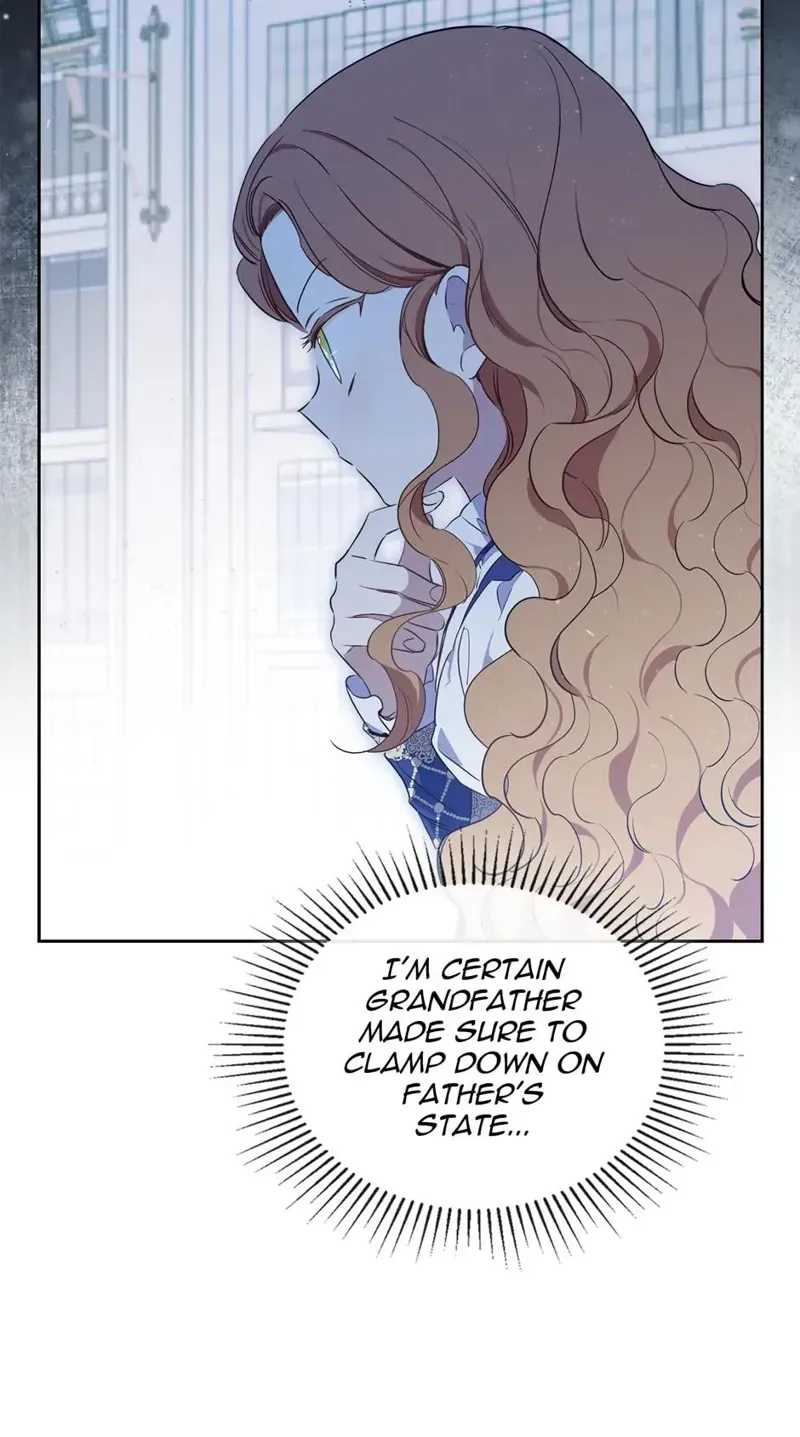 I'M CERTAIN
GRANDFATHER
MADE SURE TO
CLAMP DOWN ON
FATHER'S
STATE...